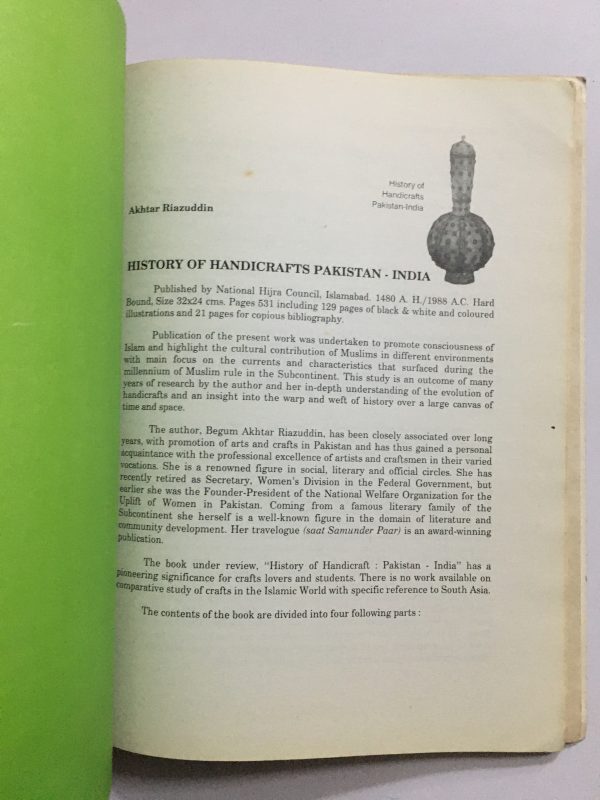 History of
Handicrafts
Pakistan-India
Akhtar Riazuddin
HISTORY OF HANDICRAFTS PAKISTAN - INDIA
Published by National Hijra Council, Islamabad. 1480 A. H./1988 A.C. Hard
Bound, Size 32x24 cms. Pages 531 including 129 pages of black & white and coloured
illustrations and 21 pages for copious bibliography.
Publication of the present work was undertaken to promote consciousness of
Islam and highlight the cultural contribution of Muslims in different environments
with main focus on the currents and characteristics that surfaced during the
millennium of Muslim rule in the Subcontinent. This study is an outcome of many
years of research by the author and her in-depth understanding of the evolution of
handicrafts and an insight into the warp and weft of history over a large canvas of
time and space.
The author, Begum Akhtar Riazuddin, has been closely associated over long
years, with promotion of arts and crafts in Pakistan and has thus gained a personal
acquaintance with the professional excellence of artists and craftsmen in their varied
vocations. She is a renowned figure in social, literary and official circles. She has
recently retired as Secretary, Women's Division in the Federal Government, but
earlier she was the Founder-President of the National Welfare Organization for the
Uplift of Women in Pakistan. Coming from a famous literary family of the
Subcontinent she herself is a well-known figure in the domain of literature and
community development. Her travelogue (saat Samunder Paar) is an award-winning
publication.
The book under review, "History of Handicraft : Pakistan - India" has a
pioneering significance for crafts lovers and students. There is no work available on
comparative study of crafts in the Islamic World with specific reference to South Asia.
The contents of the book are divided into four following parts :